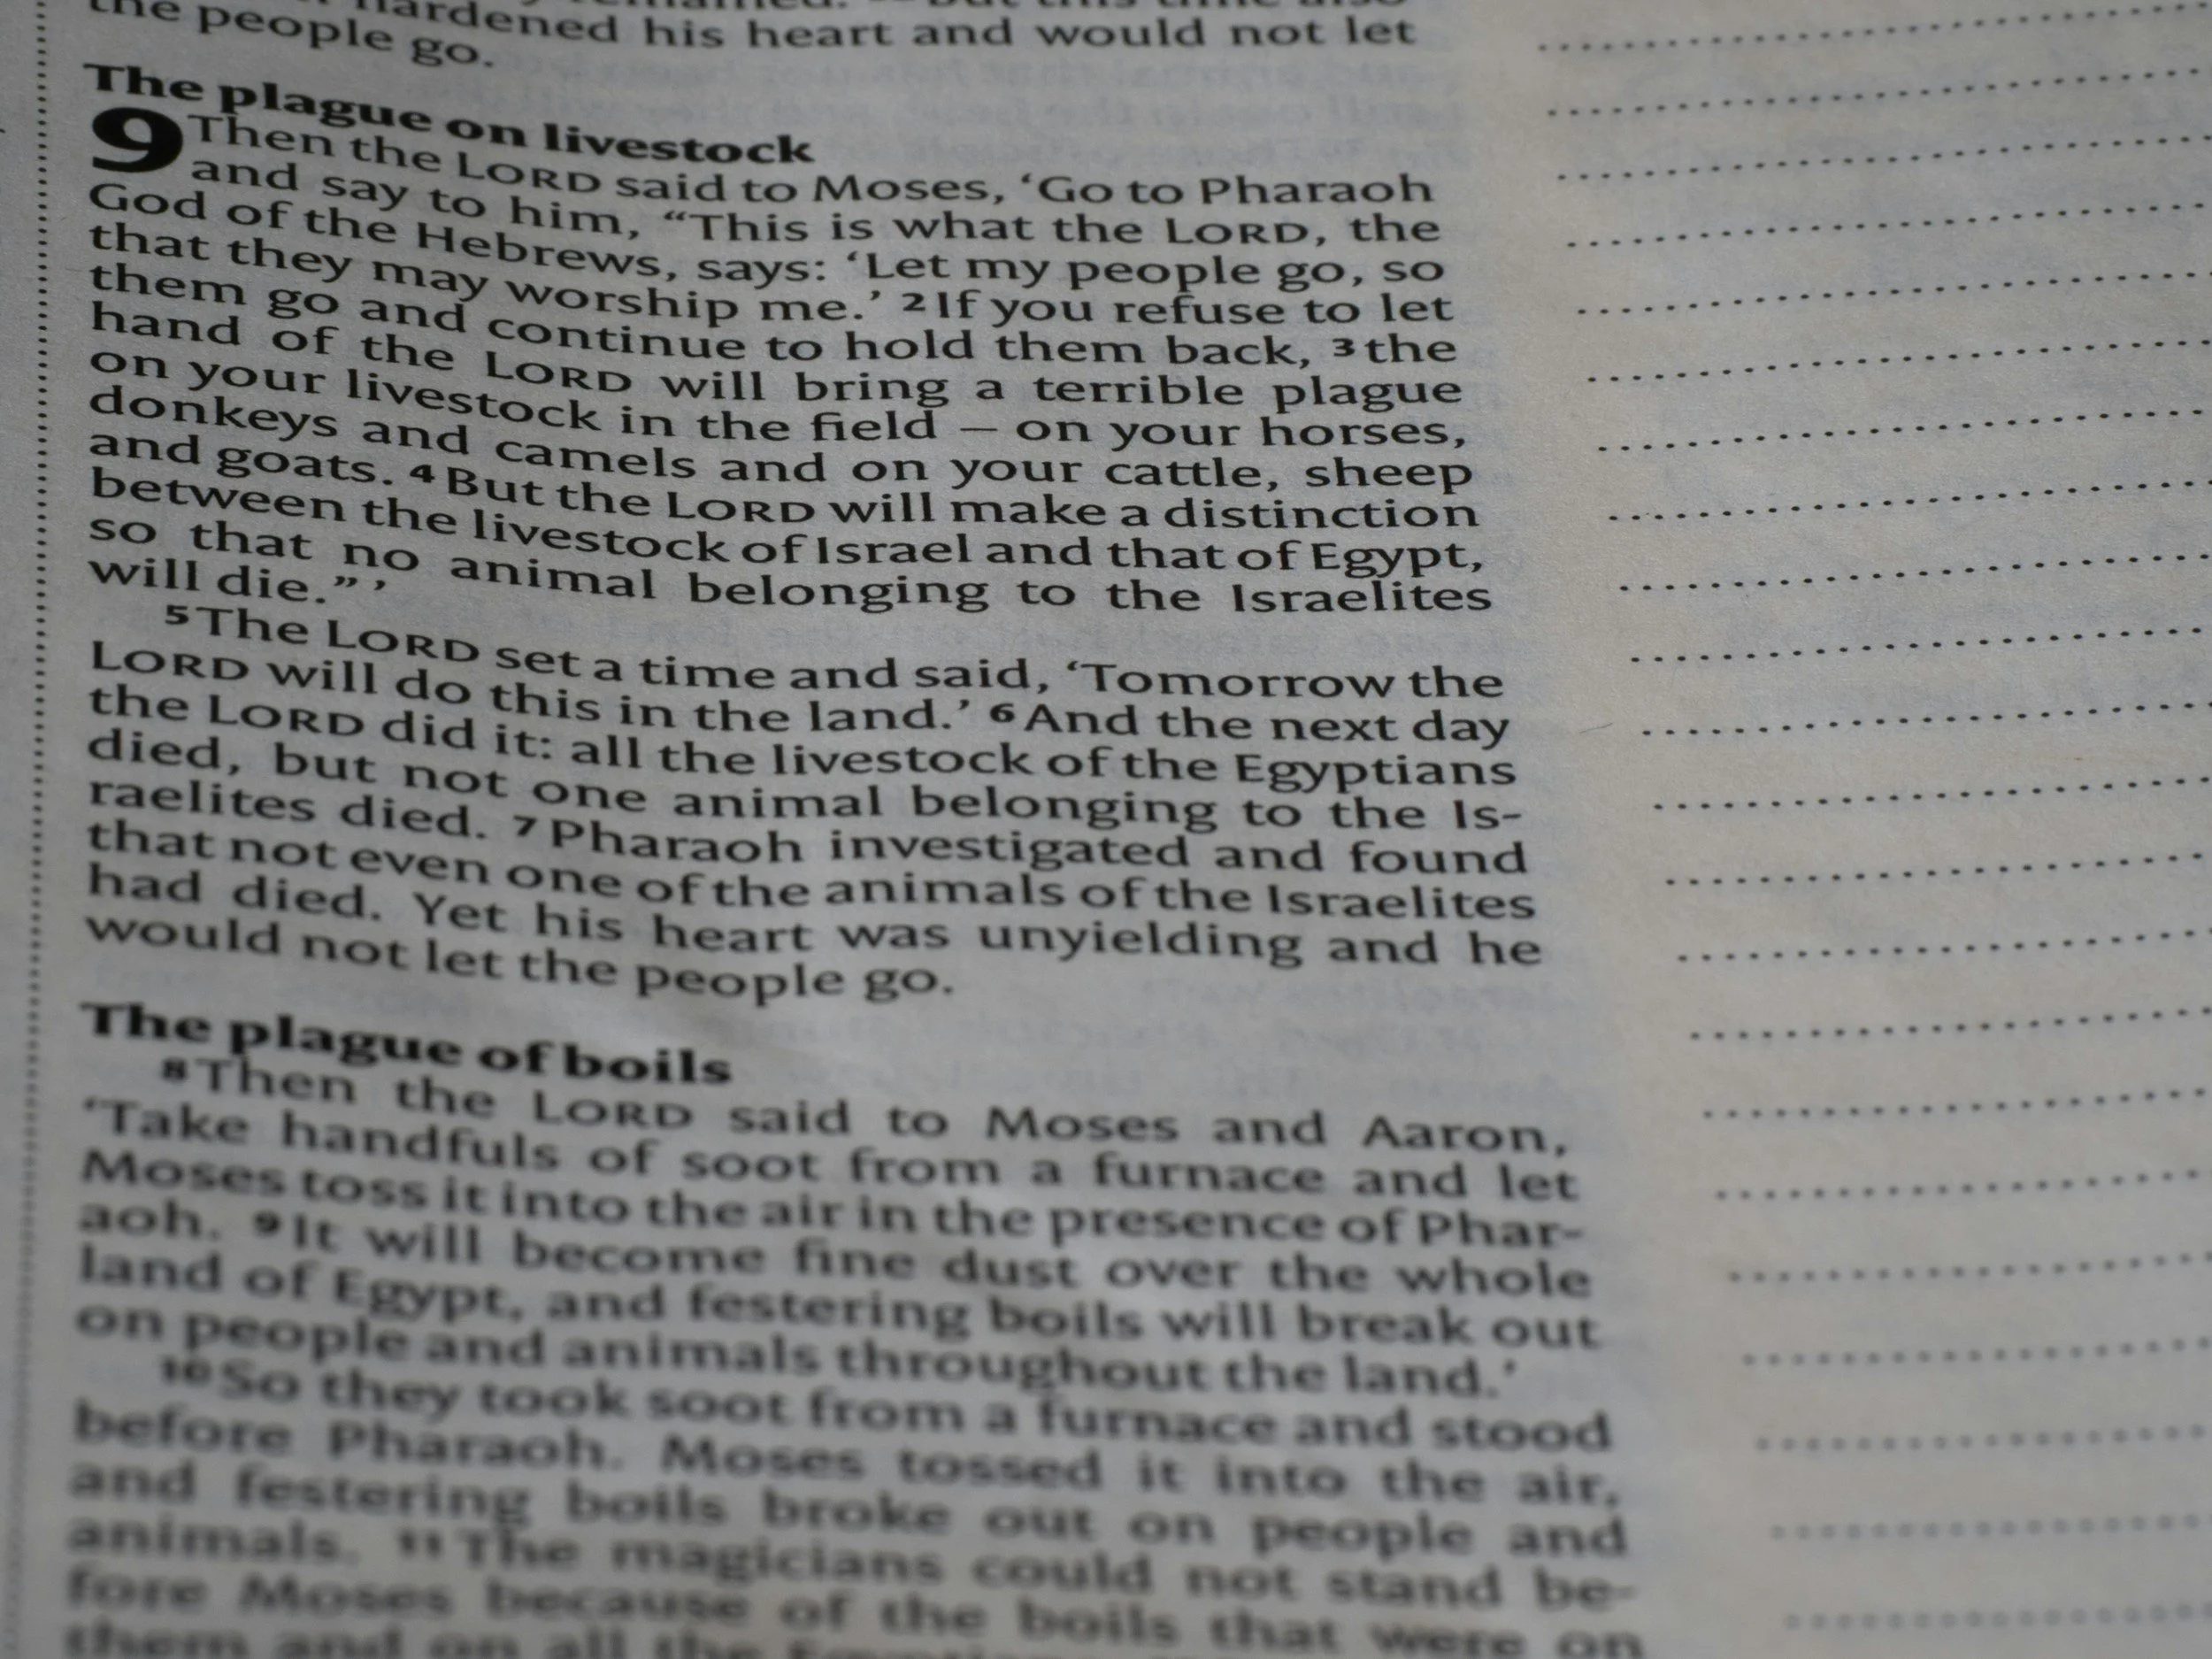 hardened his heart and would not let
the people go.
The plague on livestock
9 Then the LORD said to Moses, ‘Go to Pharaoh
and say to him, “This is what the LORD, the
God of the Hebrews, says: ‘Let my people go, so
that they may worship me.’ 2 If you refuse to let
them go and continue to hold them back, 3 the
hand of the LORD will bring a terrible plague
on your livestock in the field – on your horses,
donkeys and camels and on your cattle, sheep
and goats. 4 But the LORD will make a distinction
between the livestock of Israel and that of Egypt,
so that no animal belonging to the Israelites
will die.” ’
5 The LORD set a time and said, ‘Tomorrow the
LORD will do this in the land.’ 6 And the next day
the LORD did it: all the livestock of the Egyptians
died, but not one animal belonging to the Is-
raelites died. 7 Pharaoh investigated and found
that not even one of the animals of the Israelites
had died. Yet his heart was unyielding and he
would not let the people go.
The plague of boils
8 Then the LORD said to Moses and Aaron,
‘Take handfuls of soot from a furnace and let
Moses toss it into the air in the presence of Phar-
aoh. 9 It will become fine dust over the whole
land of Egypt, and festering boils will break out
on people and animals throughout the land.’
10 So they took soot from a furnace and stood
before Pharaoh. Moses tossed it into the air,
and festering boils broke out on people and
animals. 11 The magicians could not stand be-
fore Moses because of the boils that were on
them and on all the